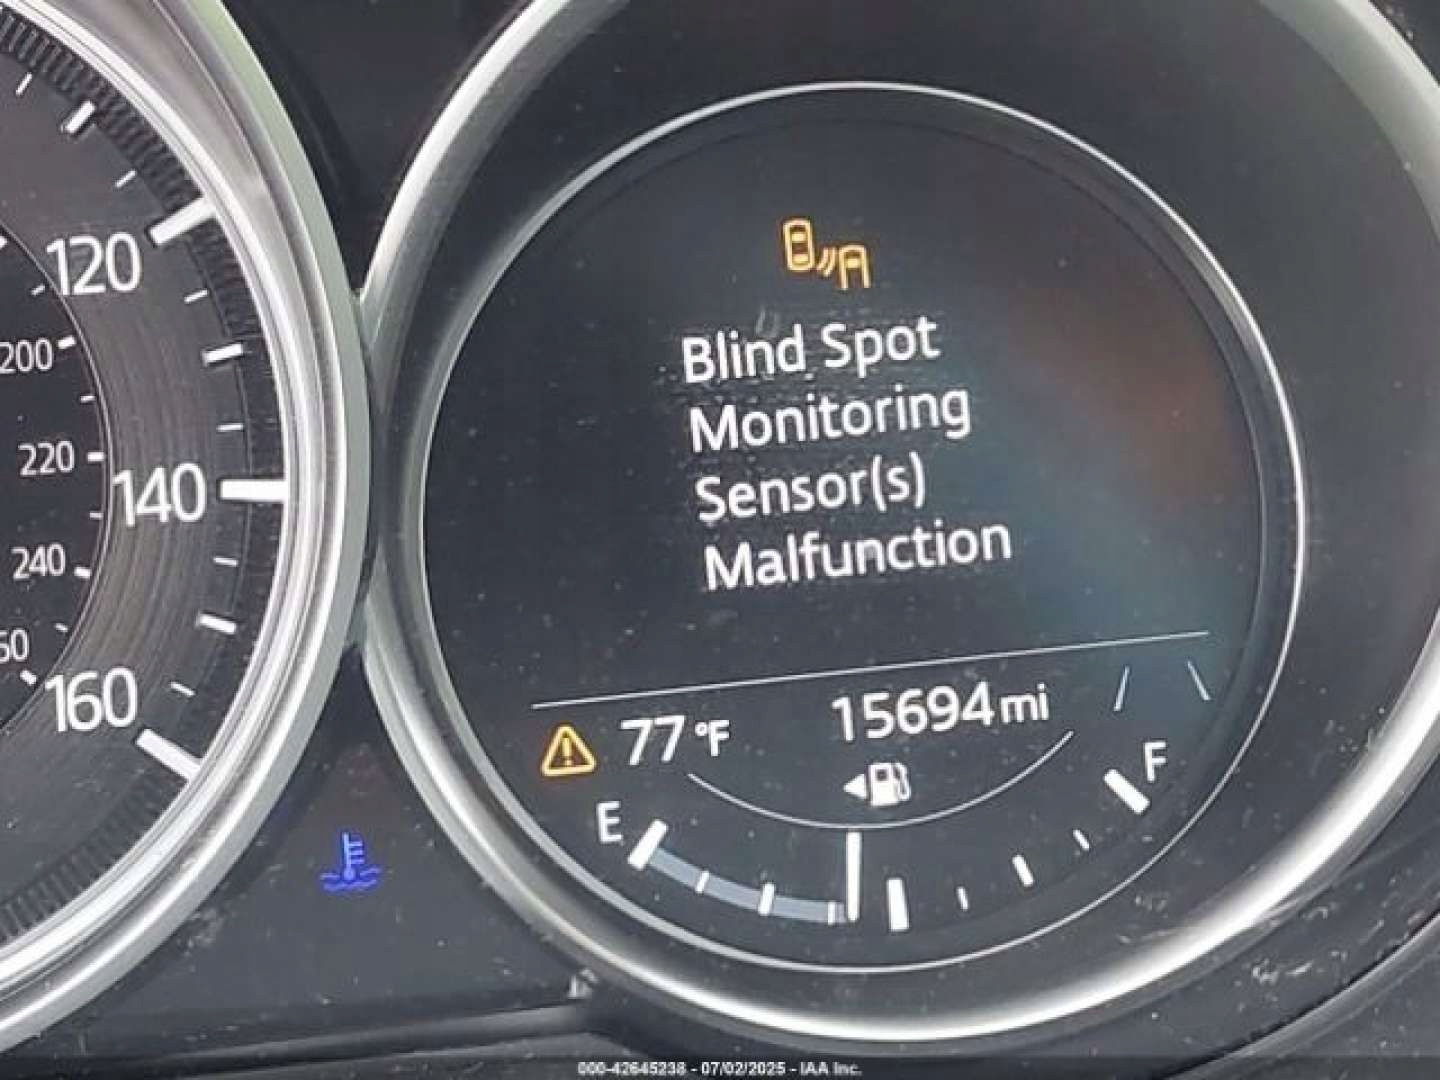 120
200
220
140
240
160
Blind Spot
Monitoring
Sensor(s)
Malfunction
77 °F
15694 mi
E
F
000-42645238 - 07/02/2025 - IAA Inc.